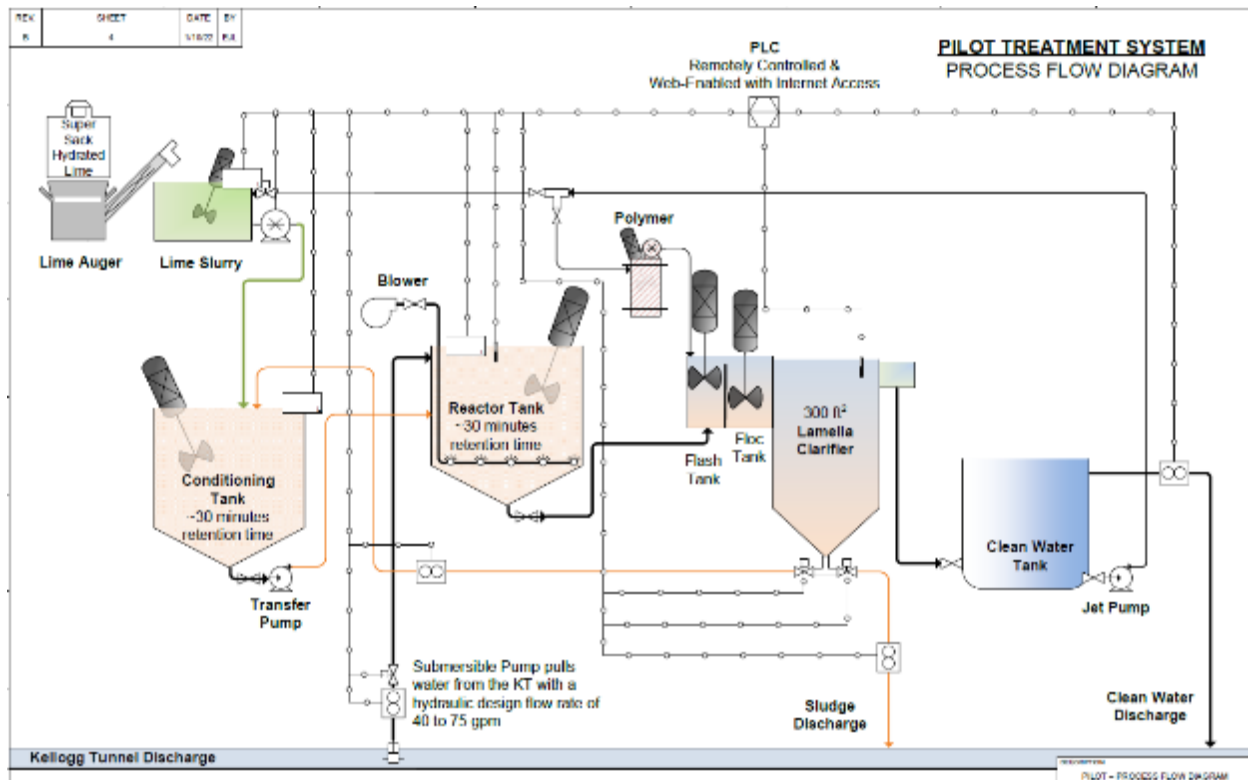 REV. SHEET DATE BY
B 4 1/10/22
PILOT TREATMENT SYSTEM
PROCESS FLOW DIAGRAM
PLC
Remotely Controlled &
Web-Enabled with Internet Access
Super
Sack
Hydrated
Lime
Lime Auger
Lime Slurry
Polymer
Blower
Reactor Tank
~30 minutes
retention time
Conditioning
Tank
~30 minutes
retention time
Flash
Tank
Floc
Tank
300 ft²
Lamella
Clarifier
Clean Water
Tank
Transfer
Pump
Jet Pump
Submersible Pump pulls
water from the KT with a
hydraulic design flow rate of
40 to 75 gpm
Sludge
Discharge
Clean Water
Discharge
Kellogg Tunnel Discharge
PILOT – PROCESS FLOW DIAGRAM